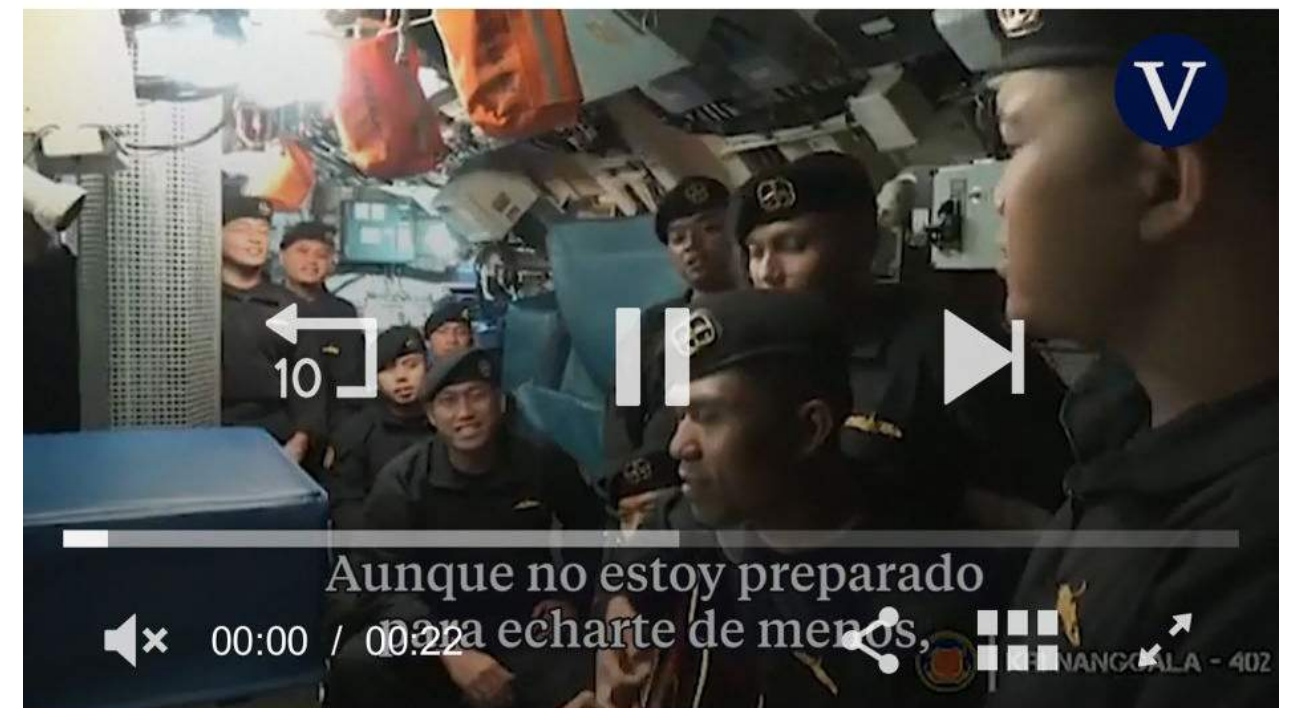 V
10
Aunque no estoy preparado
para echarte de menos,
00:00 / 00:22
KRI NANGGALA - 402